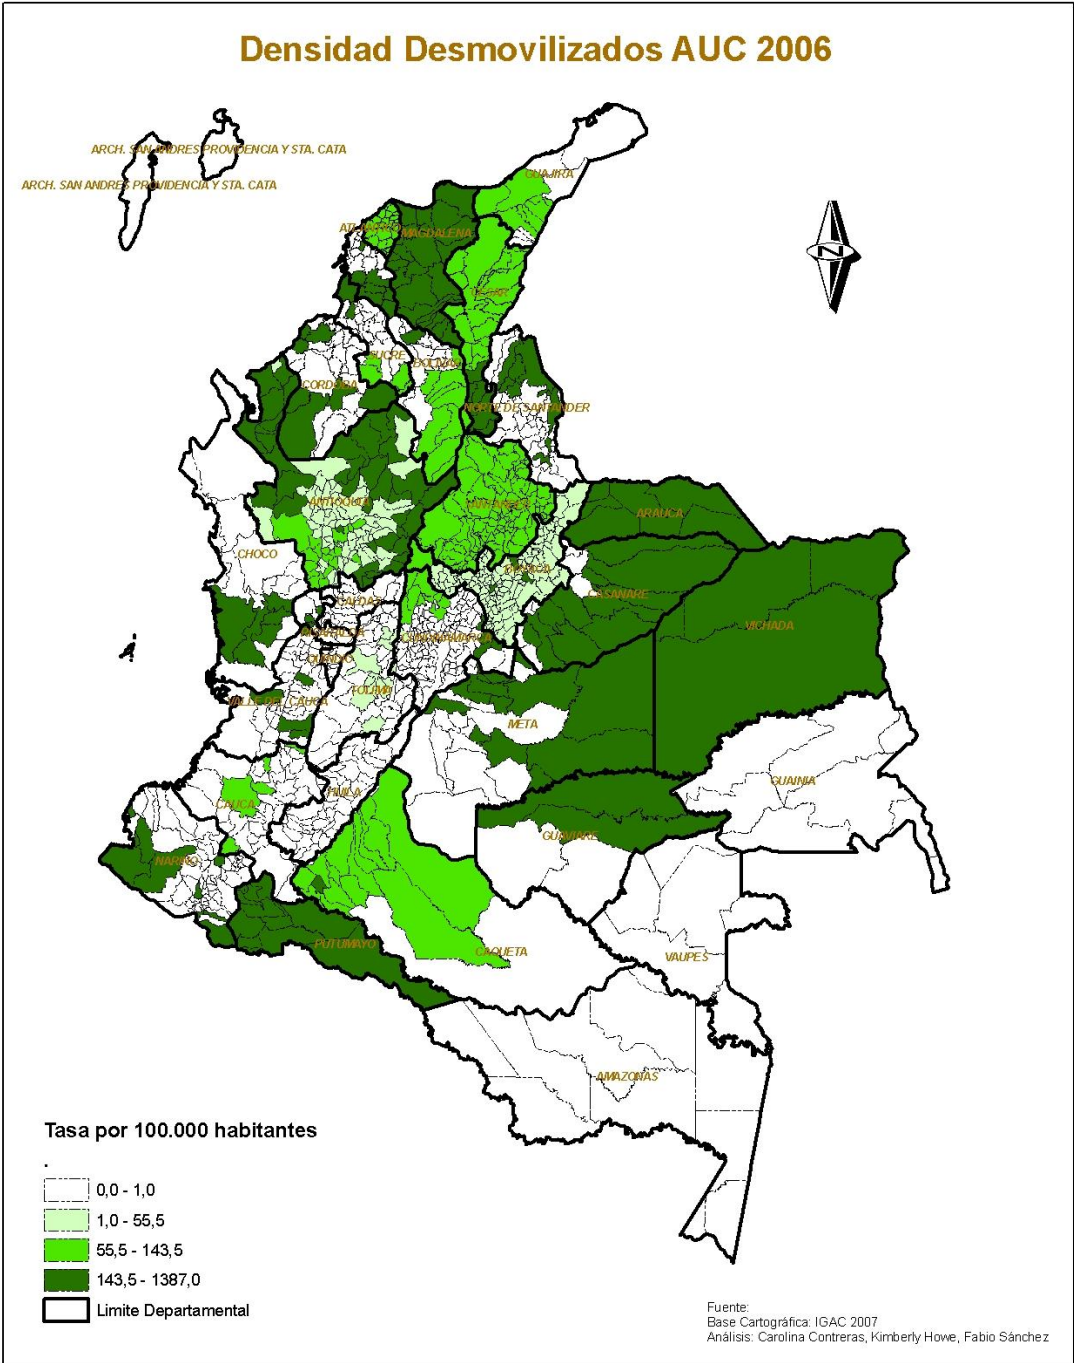 Densidad Desmovilizados AUC 2006
ARCH. SAN ANDRES PROVIDENCIA Y STA. CATA
ARCH. SAN ANDRES PROVIDENCIA Y STA. CATA
GUAJIRA
ATLANTICO
MAGDALENA
CESAR
SUCRE
BOLIVAR
CORDOBA
NORTE DE SANTANDER
ANTIOQUIA
SANTANDER
ARAUCA
CHOCO
BOYACA
CASANARE
CALDAS
VICHADA
RISARALDA
CUNDINAMARCA
QUINDIO
TOLIMA
VALLE DEL CAUCA
META
GUAINIA
HUILA
CAUCA
GUAVIARE
NARIÑO
PUTUMAYO
CAQUETA
VAUPES
AMAZONAS
N
Tasa por 100.000 habitantes
.
0,0 - 1,0
1,0 - 55,5
55,5 - 143,5
143,5 - 1387,0
Limite Departamental
Fuente:
Base Cartográfica: IGAC 2007
Análisis: Carolina Contreras, Kimberly Howe, Fabio Sánchez